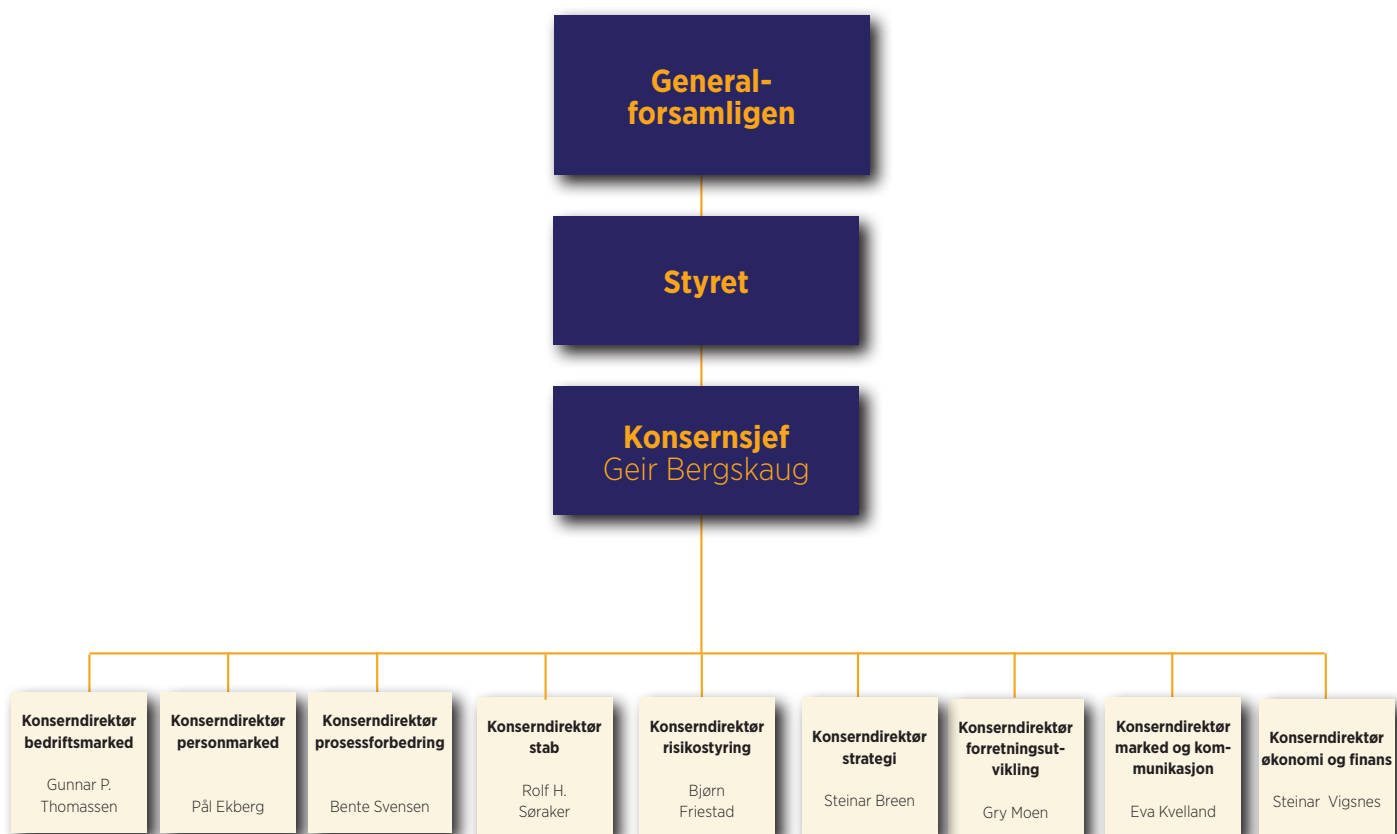 General-
forsamligen
Styret
Konsernsjef
Geir Bergskaug
Konserndirektør
bedriftsmarked
Gunnar P.
Thomassen
Konserndirektør
personmarked
Pål Ekberg
Konserndirektør
prosessforbedring
Bente Svensen
Konserndirektør
stab
Rolf H.
Søraker
Konserndirektør
risikostyring
Bjørn
Friestad
Konserndirektør
strategi
Steinar Breen
Konserndirektør
forretningsut-
vikling
Gry Moen
Konserndirektør
marked og kom-
munikasjon
Eva Kvelland
Konserndirektør
økonomi og finans
Steinar Vigsnes